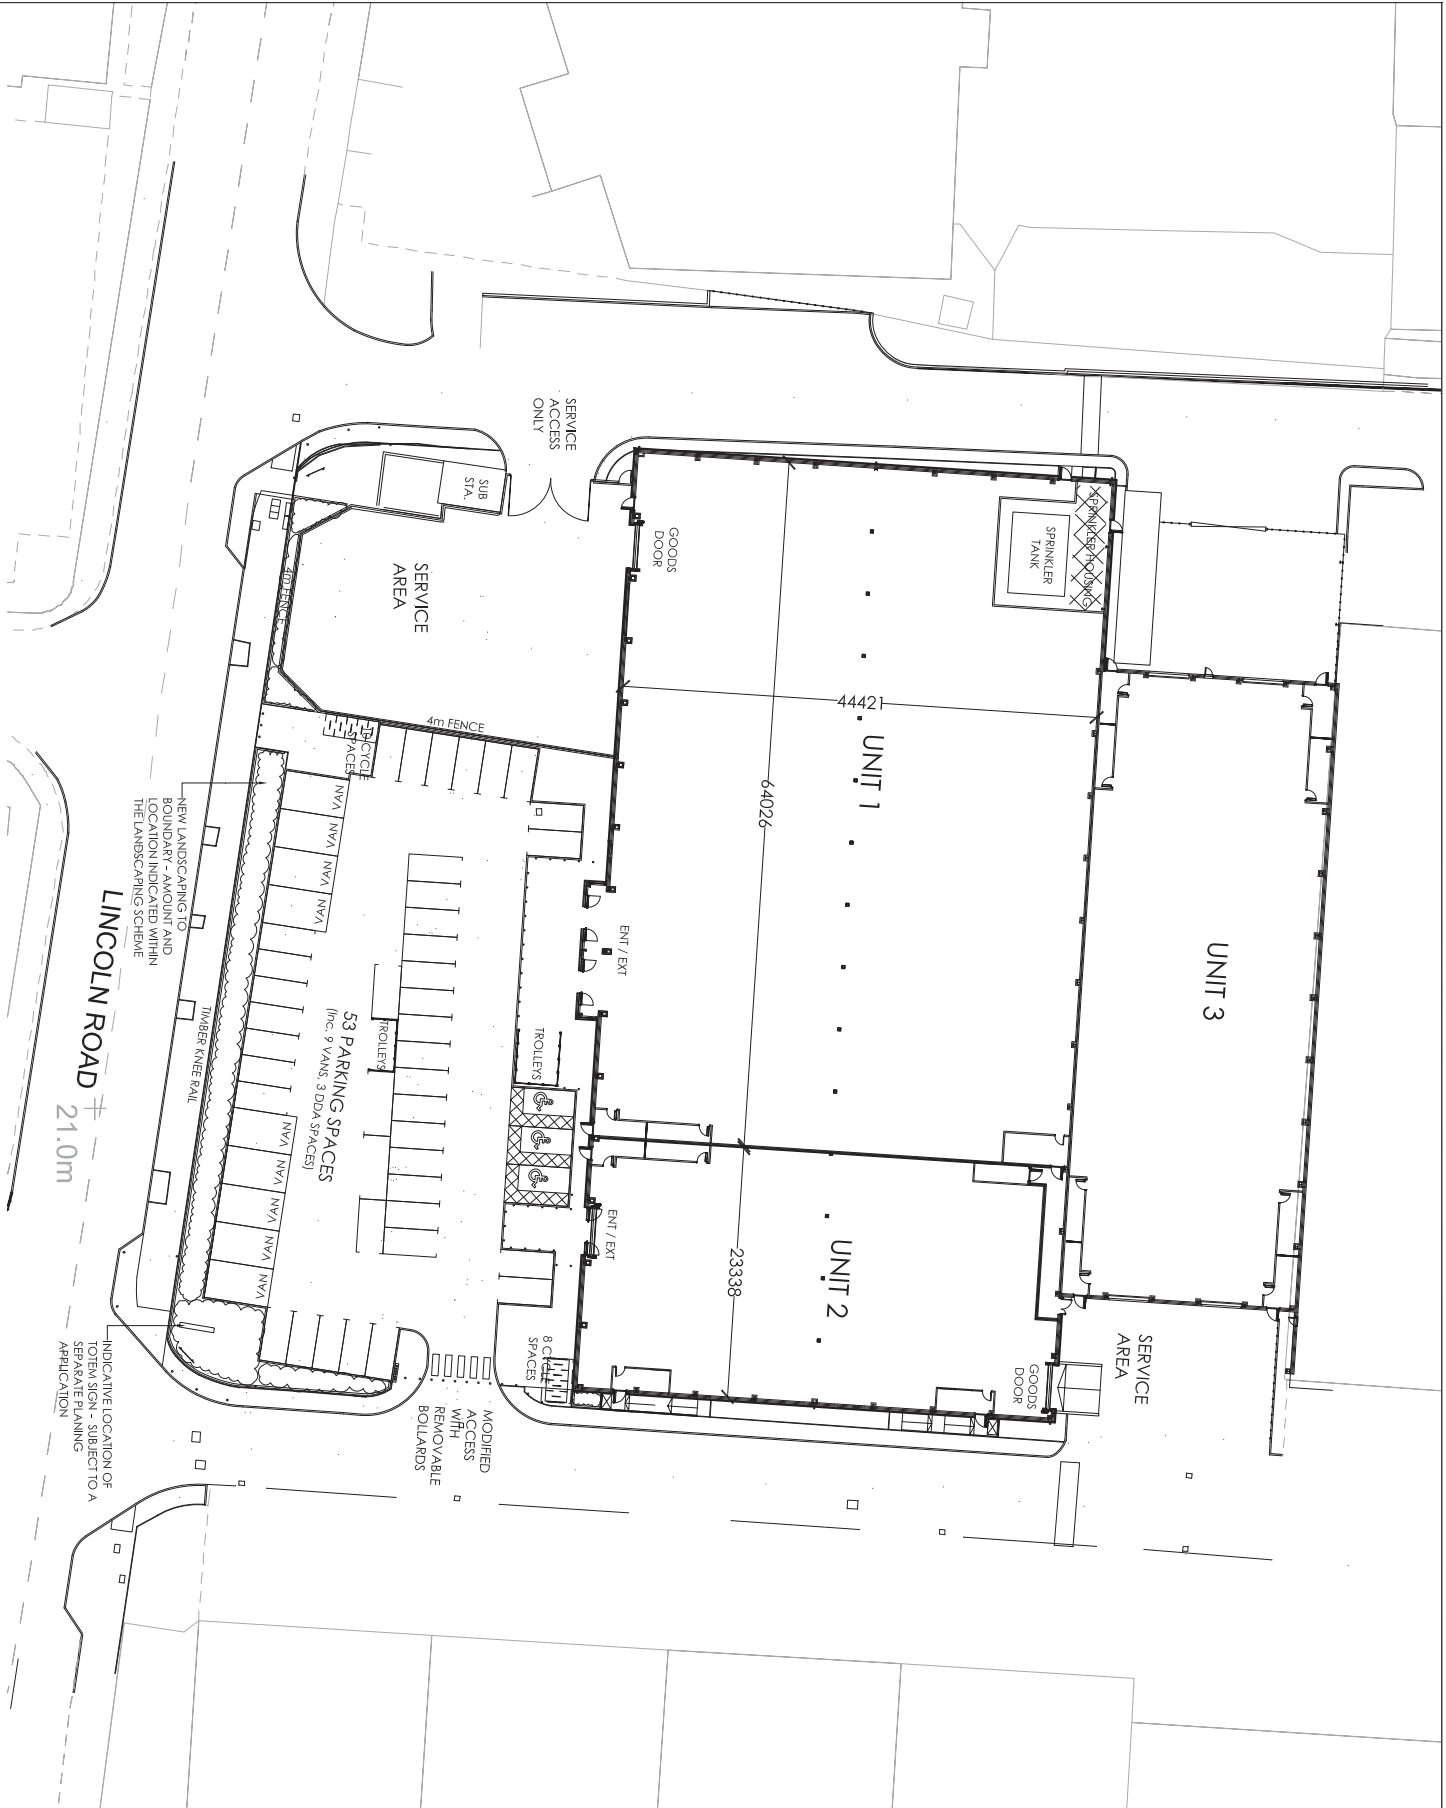 SERVICE
ACCESS
ONLY
SUB
STA.
GOODS
DOOR
SPRINKLER HOUSING
SPRINKLER
TANK
SERVICE
AREA
4m FENCE
4m FENCE
44421
UNIT 1
64026
UNIT 3
CYCLE
SPACES
VAN
VAN
VAN
VAN
ENT / EXT
TROLLEYS
TROLLEYS
53 PARKING SPACES
(Inc. 9 VANS, 3 DDA SPACES)
NEW LANDSCAPING TO
BOUNDARY - AMOUNT AND
LOCATION INDICATED WITHIN
THE LANDSCAPING SCHEME
TIMBER KNEE RAIL
LINCOLN ROAD
21.0m
VAN
VAN
VAN
VAN
VAN
ENT / EXT
UNIT 2
23338
8 CYCLE
SPACES
GOODS
DOOR
SERVICE
AREA
MODIFIED
ACCESS
WITH
REMOVABLE
BOLLARDS
INDICATIVE LOCATION OF
TOTEM SIGN - SUBJECT TO A
SEPARATE PLANNING
APPLICATION